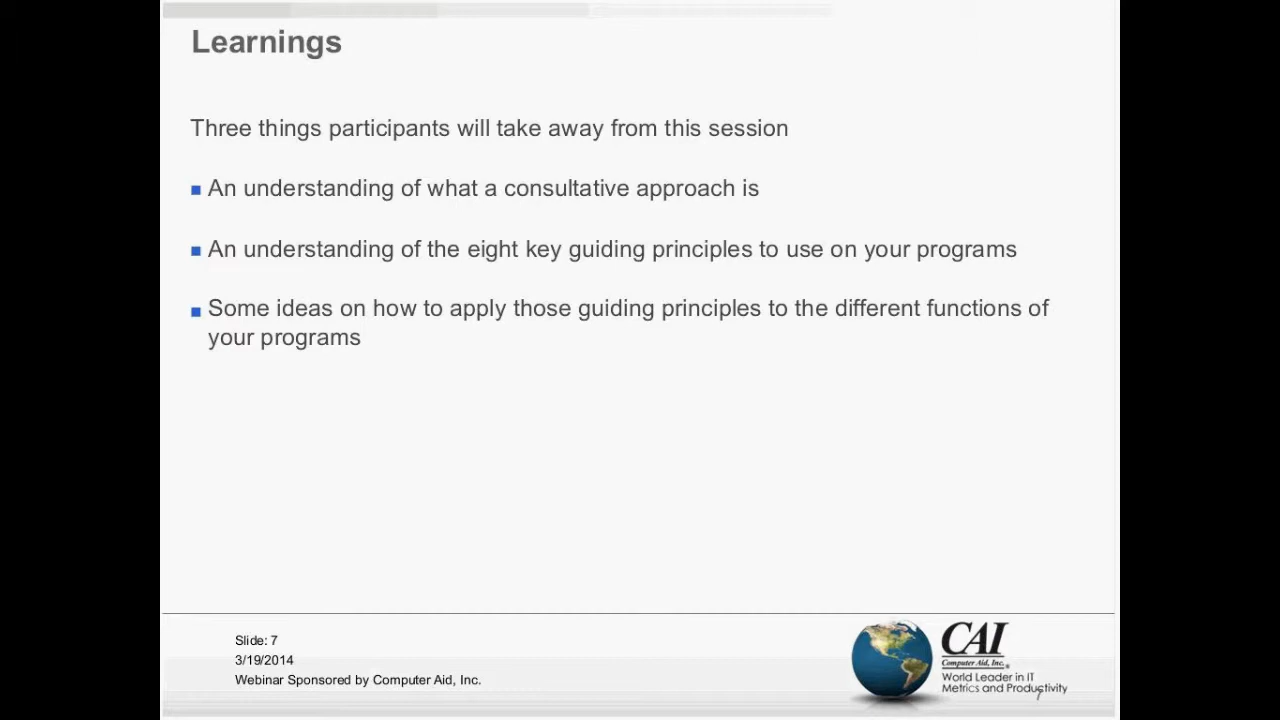 Learnings
Three things participants will take away from this session
An understanding of what a consultative approach is
An understanding of the eight key guiding principles to use on your programs
Some ideas on how to apply those guiding principles to the different functions of
your programs
Slide: 7
3/19/2014
Webinar Sponsored by Computer Aid, Inc.
CAI
Computer Aid, Inc.®
World Leader in IT
Metrics and Productivity
7